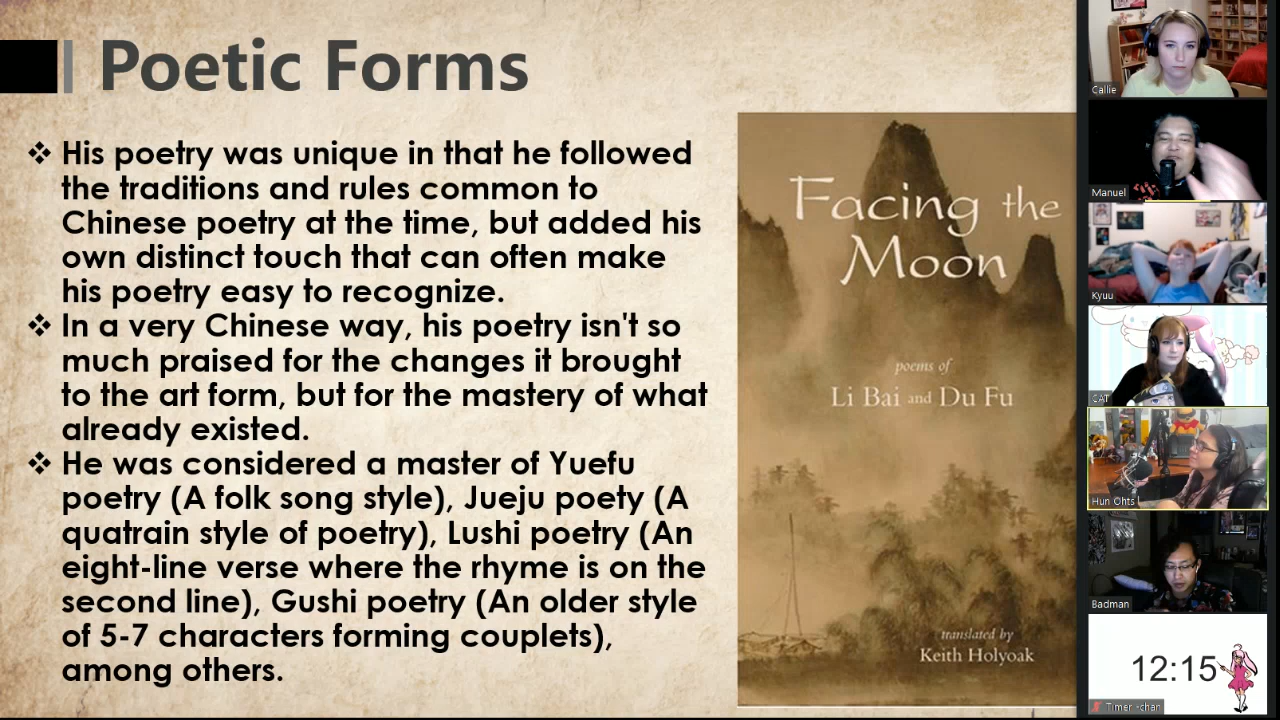 Poetic Forms
❖ His poetry was unique in that he followed
the traditions and rules common to
Chinese poetry at the time, but added his
own distinct touch that can often make
his poetry easy to recognize.
❖ In a very Chinese way, his poetry isn't so
much praised for the changes it brought
to the art form, but for the mastery of what
already existed.
❖ He was considered a master of Yuefu
poetry (A folk song style), Jueju poety (A
quatrain style of poetry), Lushi poetry (An
eight-line verse where the rhyme is on the
second line), Gushi poetry (An older style
of 5-7 characters forming couplets),
among others.
Facing the
Moon
poems of
Li Bai and Du Fu
translated by
Keith Holyoak
Callie
Manuel
Kyuu
CAT
Hun Ohts
Badman
12:15
Timer -chan